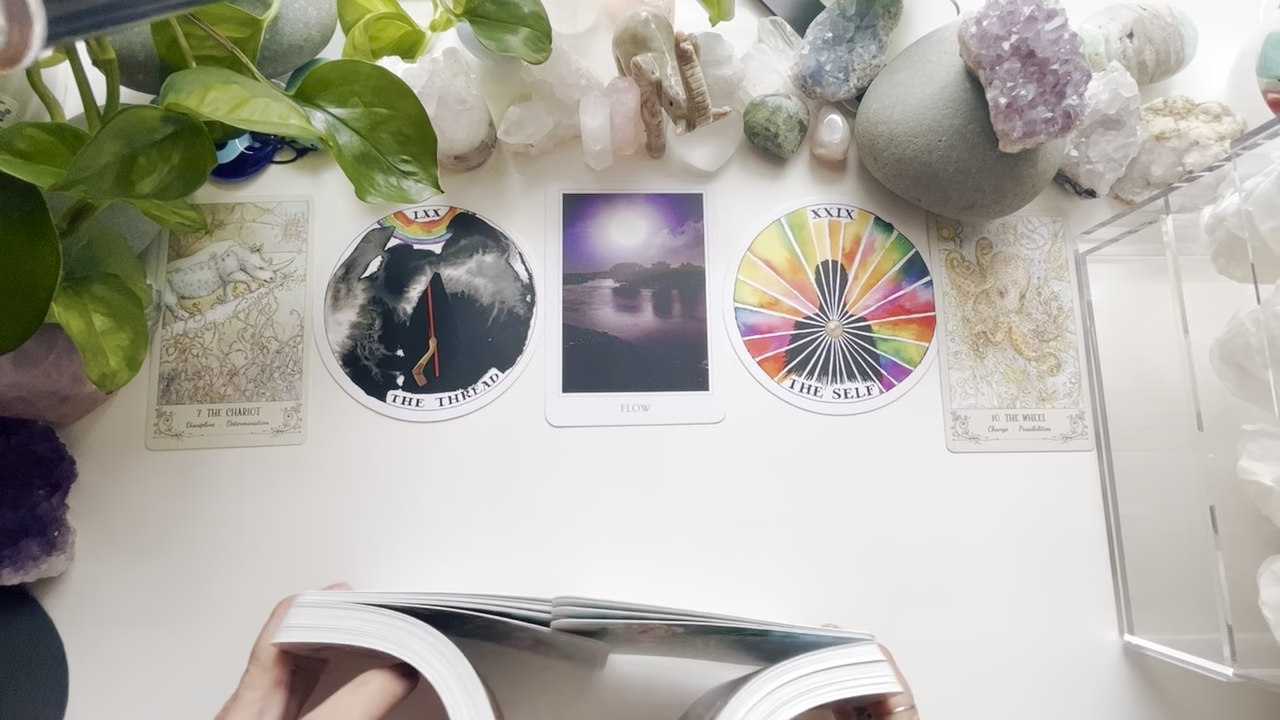 7 THE CHARIOT
Discipline · Determination
LXX
THE THREAD
FLOW
XXIX
THE SELF
10 THE WHEEL
Change · Possibilities